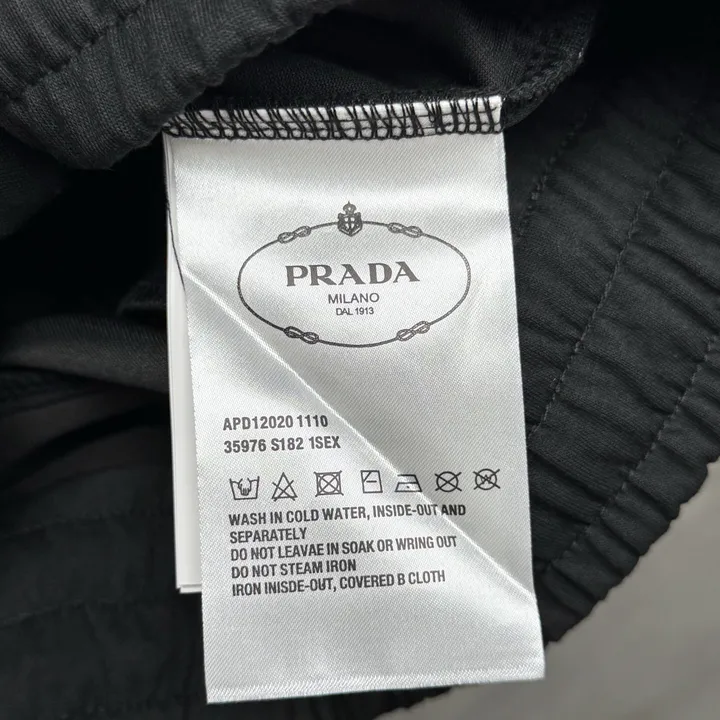 PRADA
MILANO
DAL 1913
APD12020 1110
35976 S182 1SEX
WASH IN COLD WATER, INSIDE-OUT AND
SEPARATELY
DO NOT LEAVAE IN SOAK OR WRING OUT
DO NOT STEAM IRON
IRON INISDE-OUT, COVERED B CLOTH